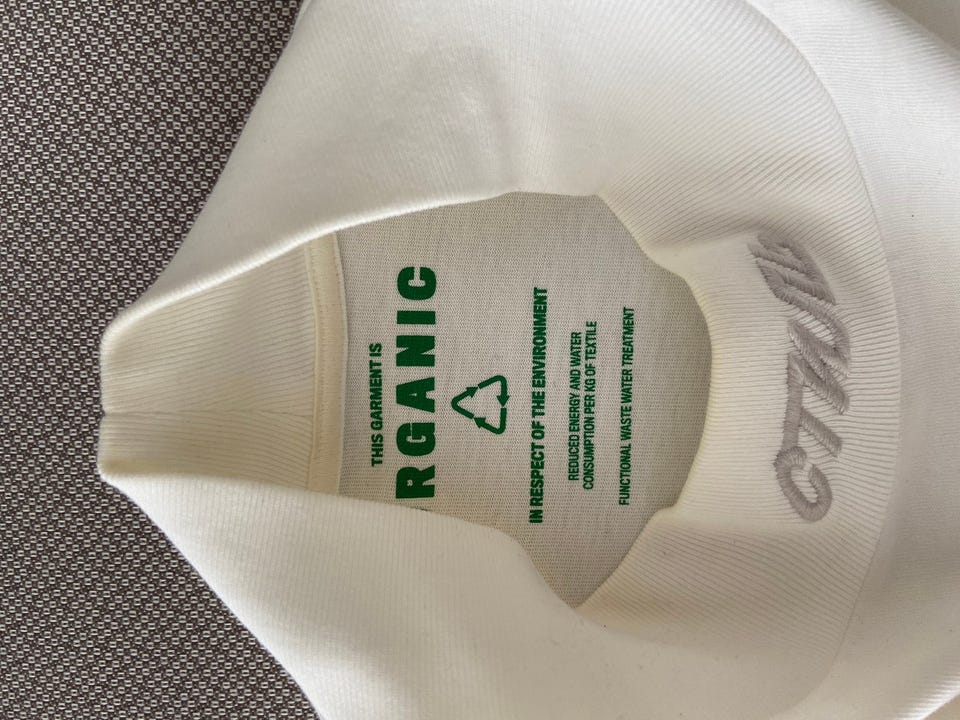 THIS GARMENT IS
RGANIC
IN RESPECT OF THE ENVIRONMENT
REDUCED ENERGY AND WATER
CONSUMPTION PER KG OF TEXTILE
FUNCTIONAL WASTE WATER TREATMENT
СТИЛЬ